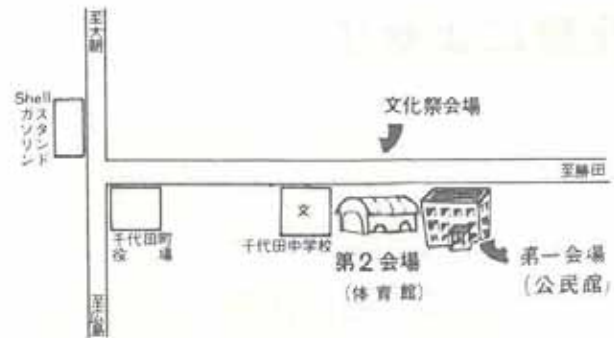 至大朝
Shell
ガソリン
スタンド
文化祭会場
至勝田
千代田町
役場
文
千代田中学校
第2会場
(体育館)
第一会場
(公民館)
至広島